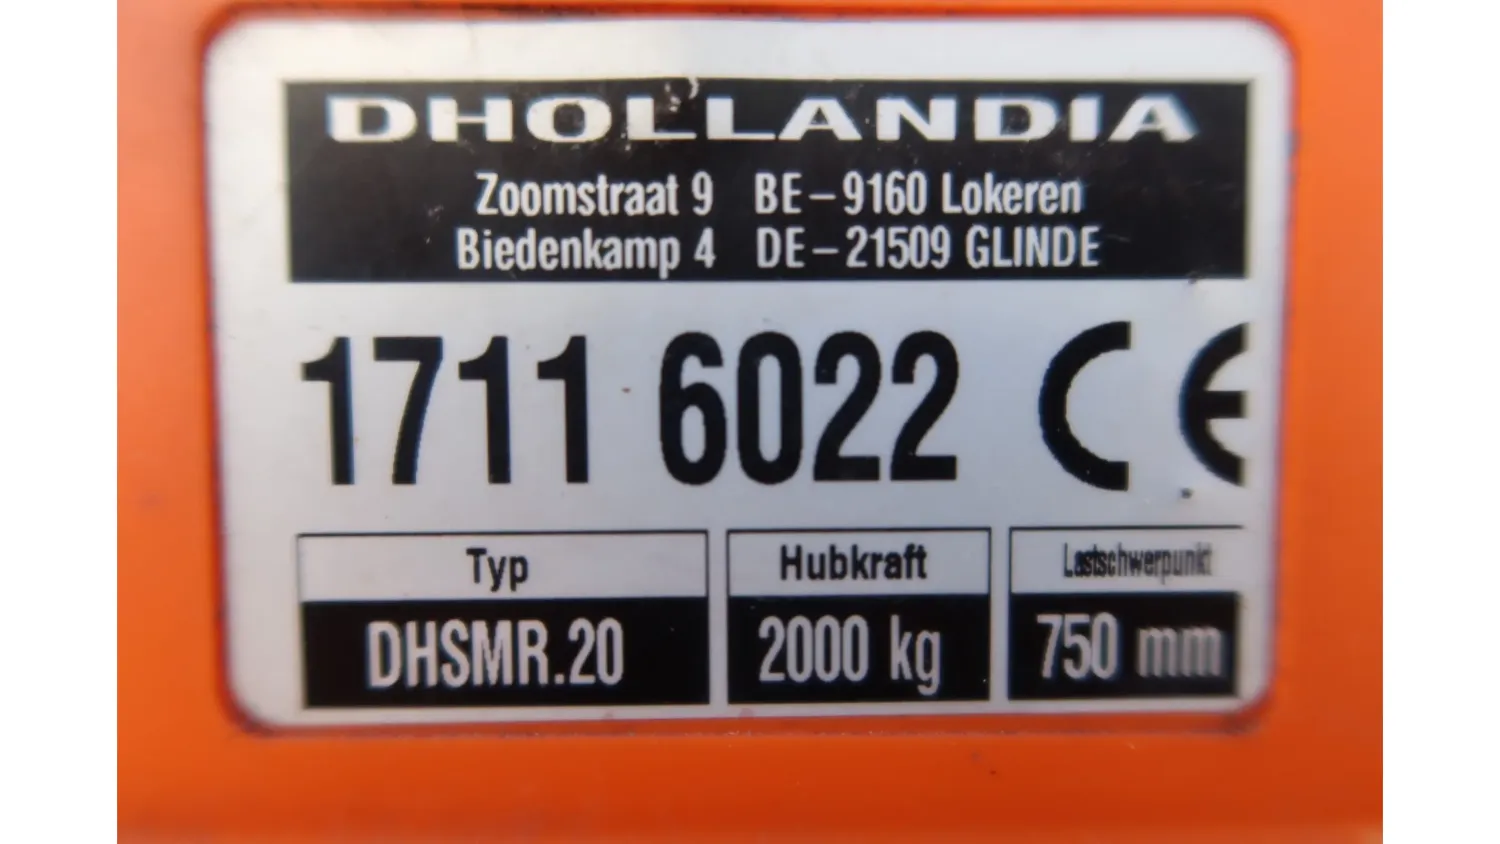 DHOLLANDIA
Zoomstraat 9 BE-9160 Lokeren
Biedenkamp 4 DE-21509 GLINDE
1711 6022 CE
Typ Hubkraft Lastschwerpunkt
DHSMR.20 2000 kg 750 mm